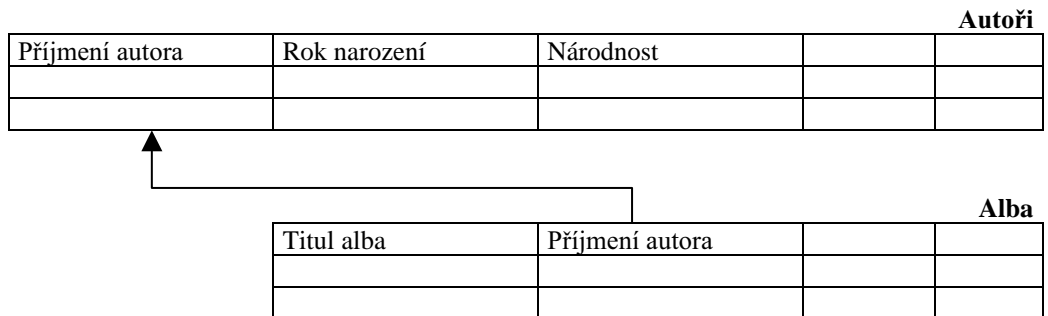 Autoři
Příjmení autora Rok narození Národnost
Alba
Titul alba Příjmení autora